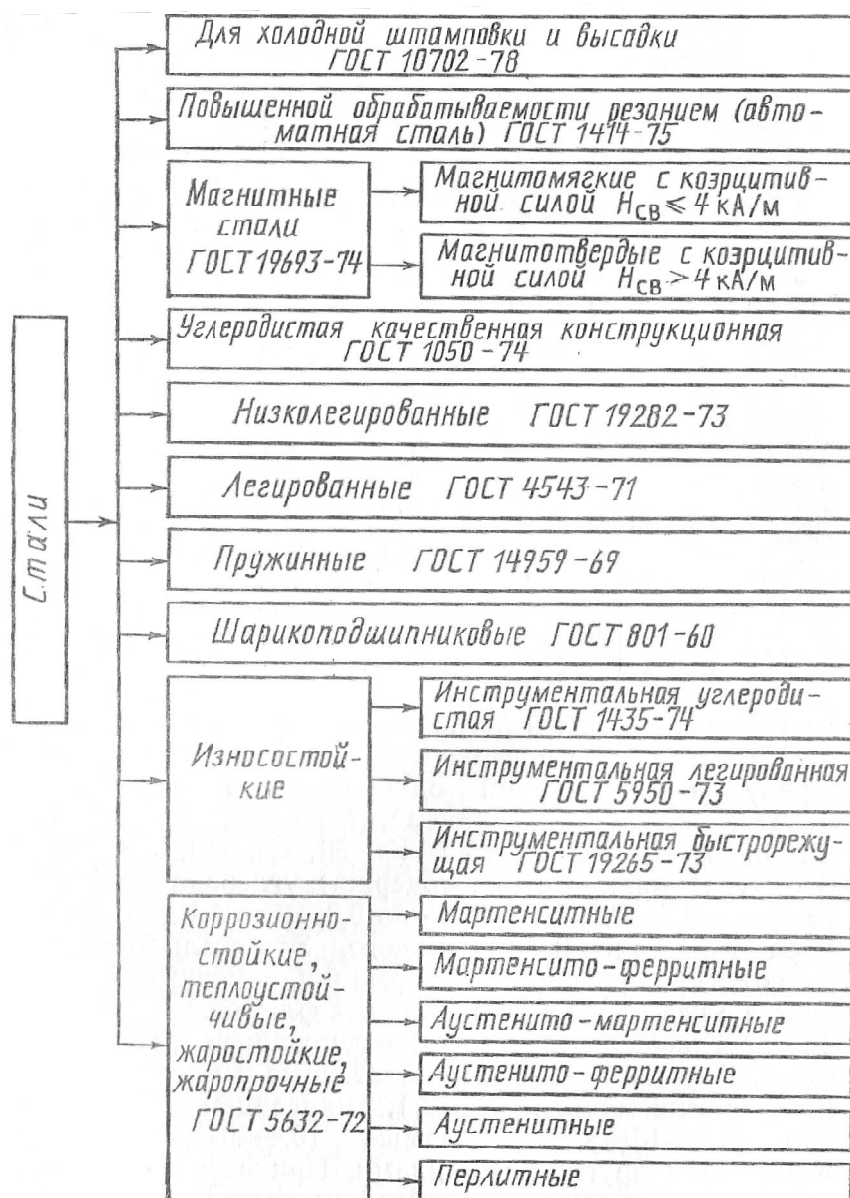 Для холодной штамповки и высадки
ГОСТ 10702-78
Повышенной обрабатываемости резанием (авто-
матная сталь) ГОСТ 1414-75
Магнитные
стали
ГОСТ 19693-74
Магнитомягкие с коэрцитив-
ной силой НСВ ≤ 4 кА/м
Магнитотвердые с коэрцитив-
ной силой НСВ > 4 кА/м
Углеродистая качественная конструкционная
ГОСТ 1050-74
Низколегированные ГОСТ 19282-73
Легированные ГОСТ 4543-71
Пружинные ГОСТ 14959-69
Шарикоподшипниковые ГОСТ 801-60
Стали
Износостой-
кие
Инструментальная углероди-
стая ГОСТ 1435-74
Инструментальная легированная
ГОСТ 5950-73
Инструментальная быстрорежу-
щая ГОСТ 19265-73
Коррозионно-
стойкие,
теплоустой-
чивые,
жаростойкие,
жаропрочные
ГОСТ 5632-72
Мартенситные
Мартенсито-ферритные
Аустенито-мартенситные
Аустенито-ферритные
Аустенитные
Перлитные